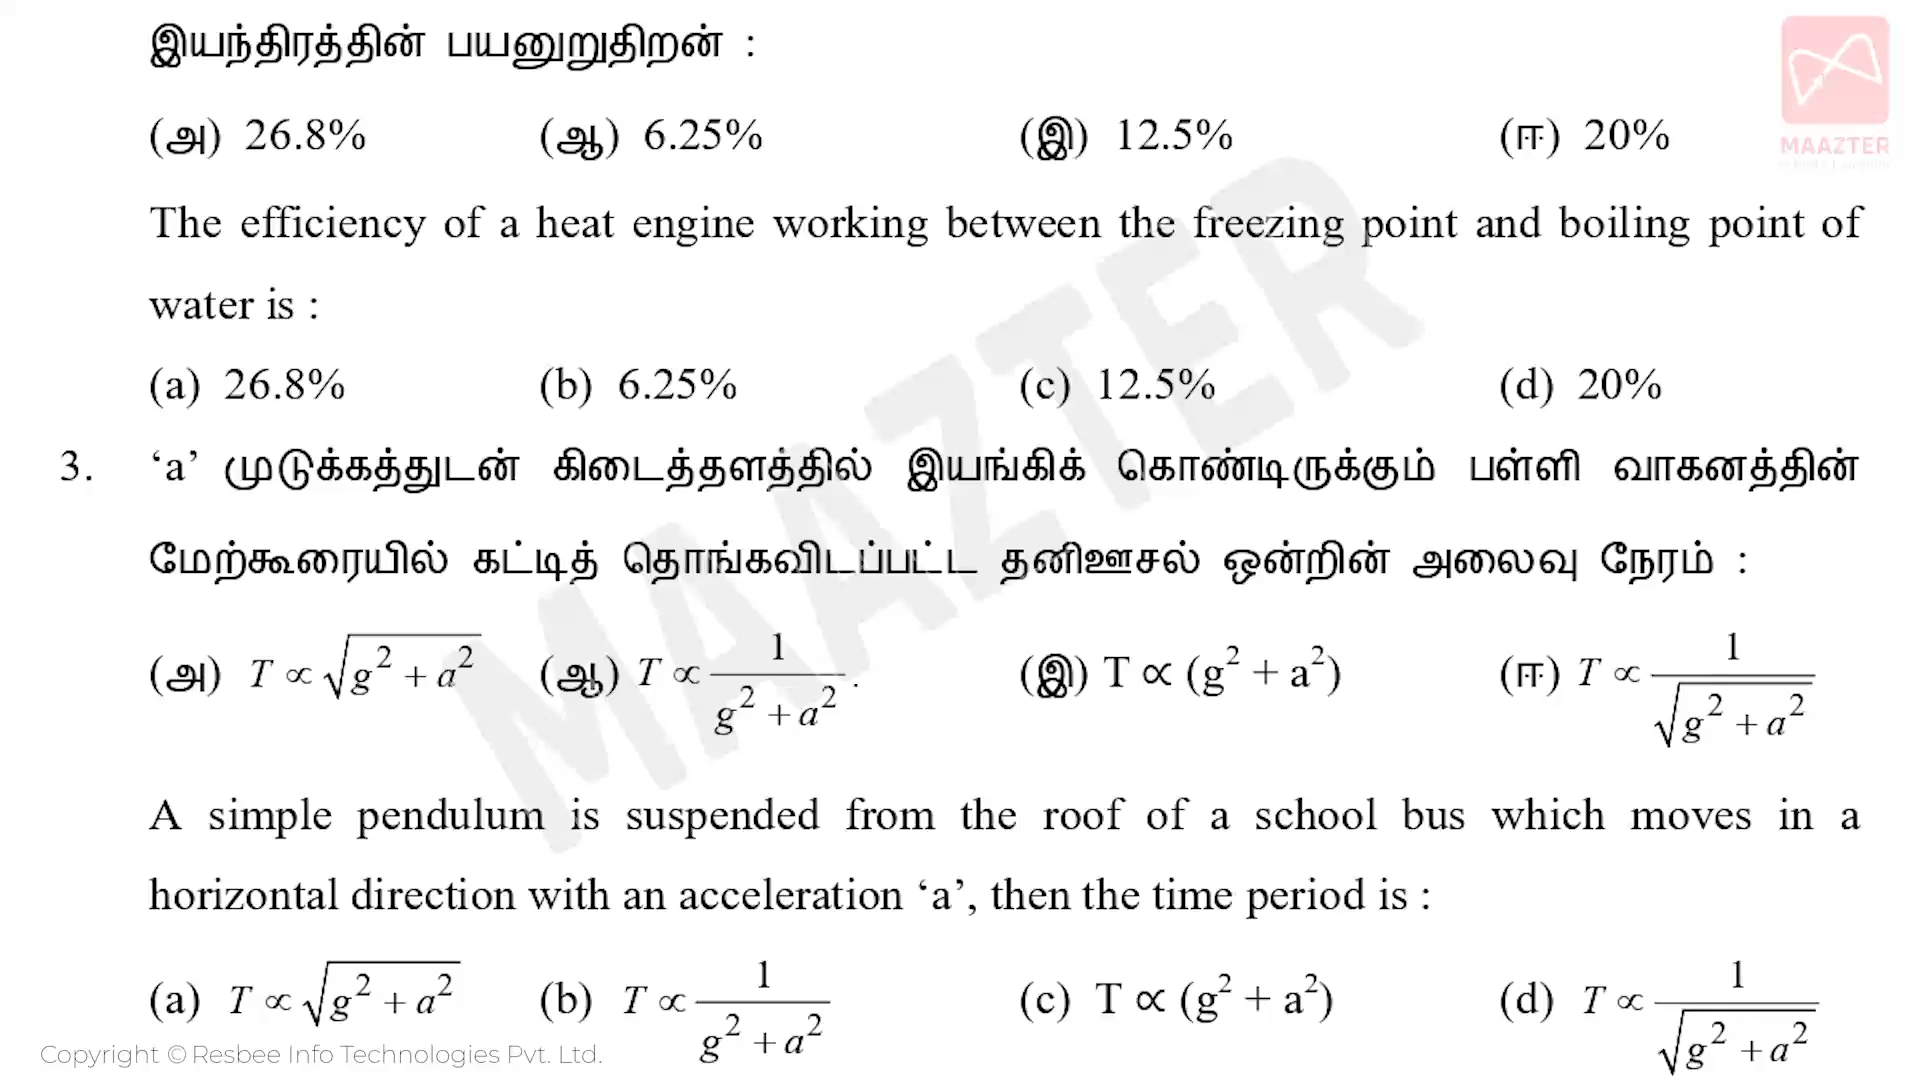 இயந்திரத்தின் பயனுறுதிறன் :
(அ) 26.8% (ஆ) 6.25% (இ) 12.5% (ஈ) 20%
MAAZTER
The efficiency of a heat engine working between the freezing point and boiling point of
water is :
(a) 26.8% (b) 6.25% (c) 12.5% (d) 20%
3. ‘a’ முடுக்கத்துடன் கிடைத்தளத்தில் இயங்கிக் கொண்டிருக்கும் பள்ளி வாகனத்தின்
மேற்கூரையில் கட்டித் தொங்கவிடப்பட்ட தனிஊசல் ஒன்றின் அலைவு நேரம் :
(அ) T ∝ √(g² + a²) (ஆ) T ∝ 1/(g² + a²). (இ) T ∝ (g² + a²) (ஈ) T ∝ 1/√(g² + a²)
MAAZTER
A simple pendulum is suspended from the roof of a school bus which moves in a
horizontal direction with an acceleration ‘a’, then the time period is :
(a) T ∝ √(g² + a²) (b) T ∝ 1/(g² + a²) (c) T ∝ (g² + a²) (d) T ∝ 1/√(g² + a²)
Copyright © Resbee Info Technologies Pvt. Ltd.